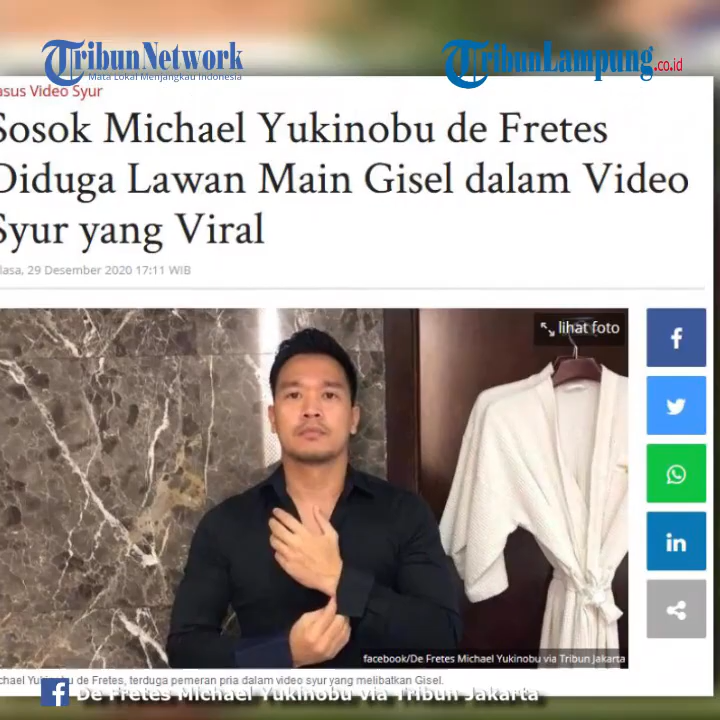 TribunNetwork
Mata Lokal Menjangkau Indonesia
TribunLampung.co.id
asus Video Syur
Sosok Michael Yukinobu de Fretes
Diduga Lawan Main Gisel dalam Video
Syur yang Viral
lasa, 29 Desember 2020 17:11 WIB
lihat foto
facebook/De Fretes Michael Yukinobu via Tribun Jakarta
chael Yuki u de Fretes, terduga pemeran pria dalam video syur yang melibatkan Gisel.
De Fretes Michael Yukinobu via Tribun Jakarta